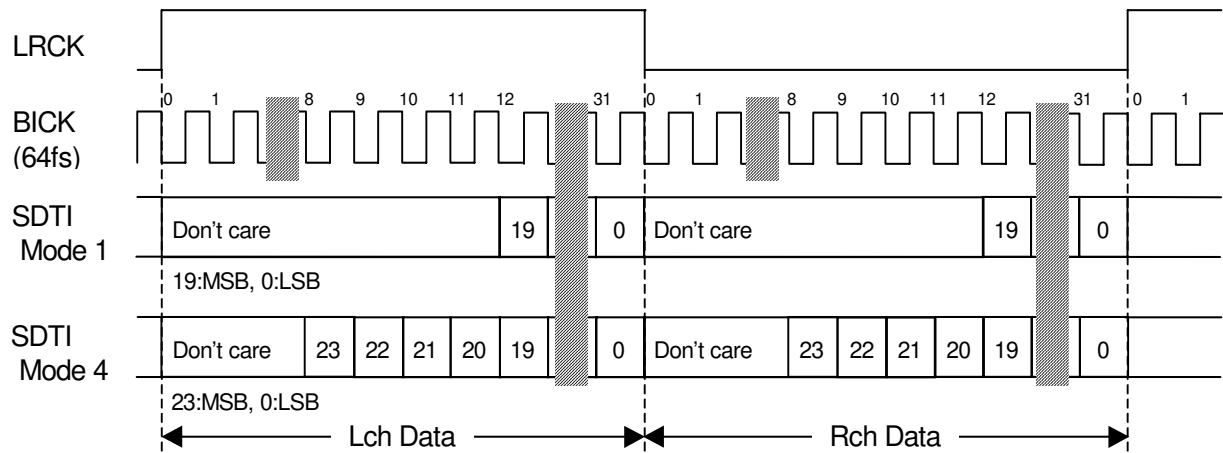 LRCK
0 1 8 9 10 11 12 31 0 1 8 9 10 11 12 31 0 1
BICK
(64fs)
SDTI
Mode 1
Don't care 19 0 Don't care 19 0
19:MSB, 0:LSB
SDTI
Mode 4
Don't care 23 22 21 20 19 0 Don't care 23 22 21 20 19 0
23:MSB, 0:LSB
Lch Data Rch Data